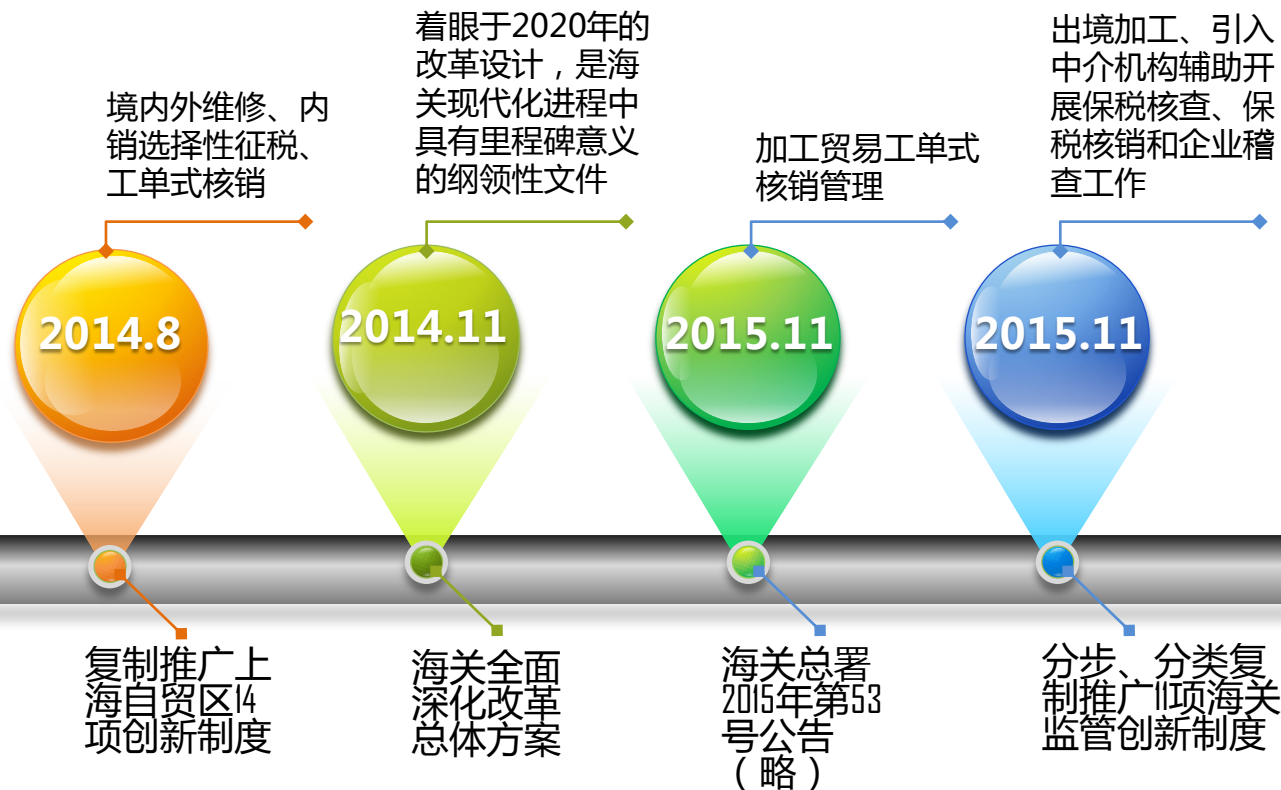 境内外维修、内
销选择性征税、
工单式核销
2014.8
复制推广上
海自贸区14
项创新制度
着眼于2020年的
改革设计，是海
关现代化进程中
具有里程碑意义
的纲领性文件
2014.11
海关全面
深化改革
总体方案
加工贸易工单式
核销管理
2015.11
海关总署
2015年第53
号公告
（略）
出境加工、引入
中介机构辅助开
展保税核查、保
税核销和企业稽
查工作
2015.11
分步、分类复
制推广11项海关
监管创新制度